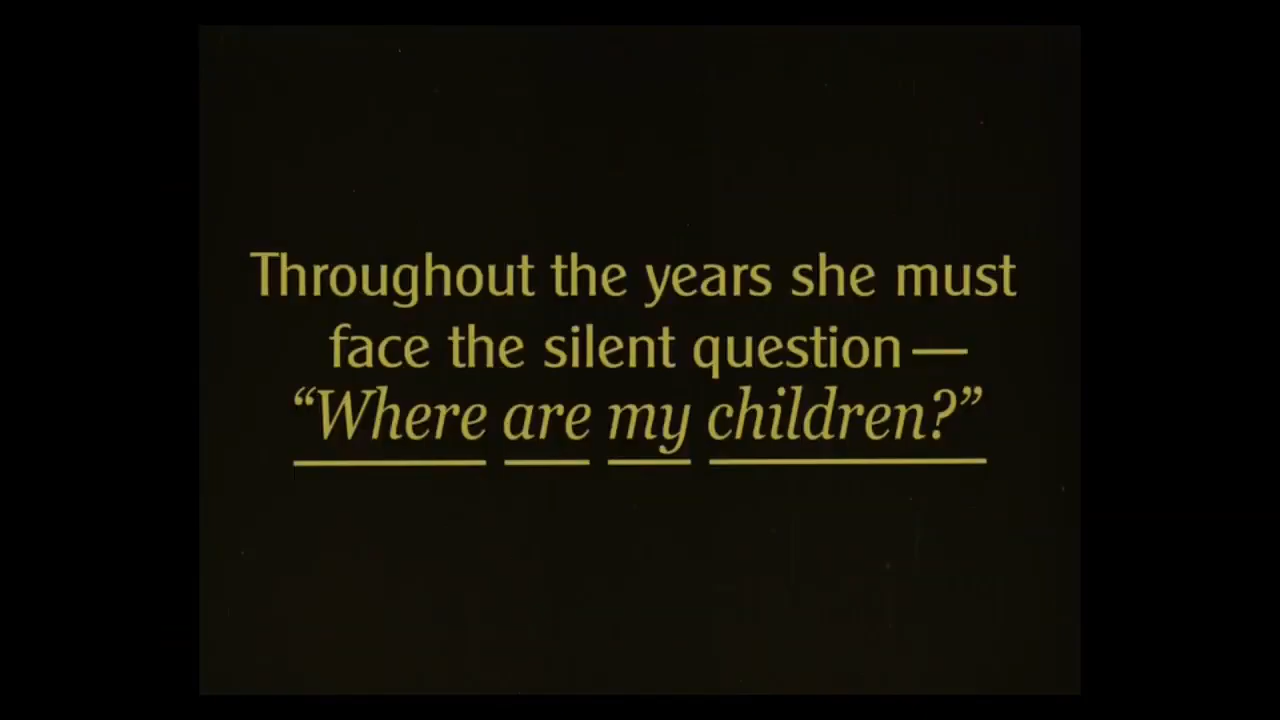 Throughout the years she must
face the silent question —
“Where are my children?”